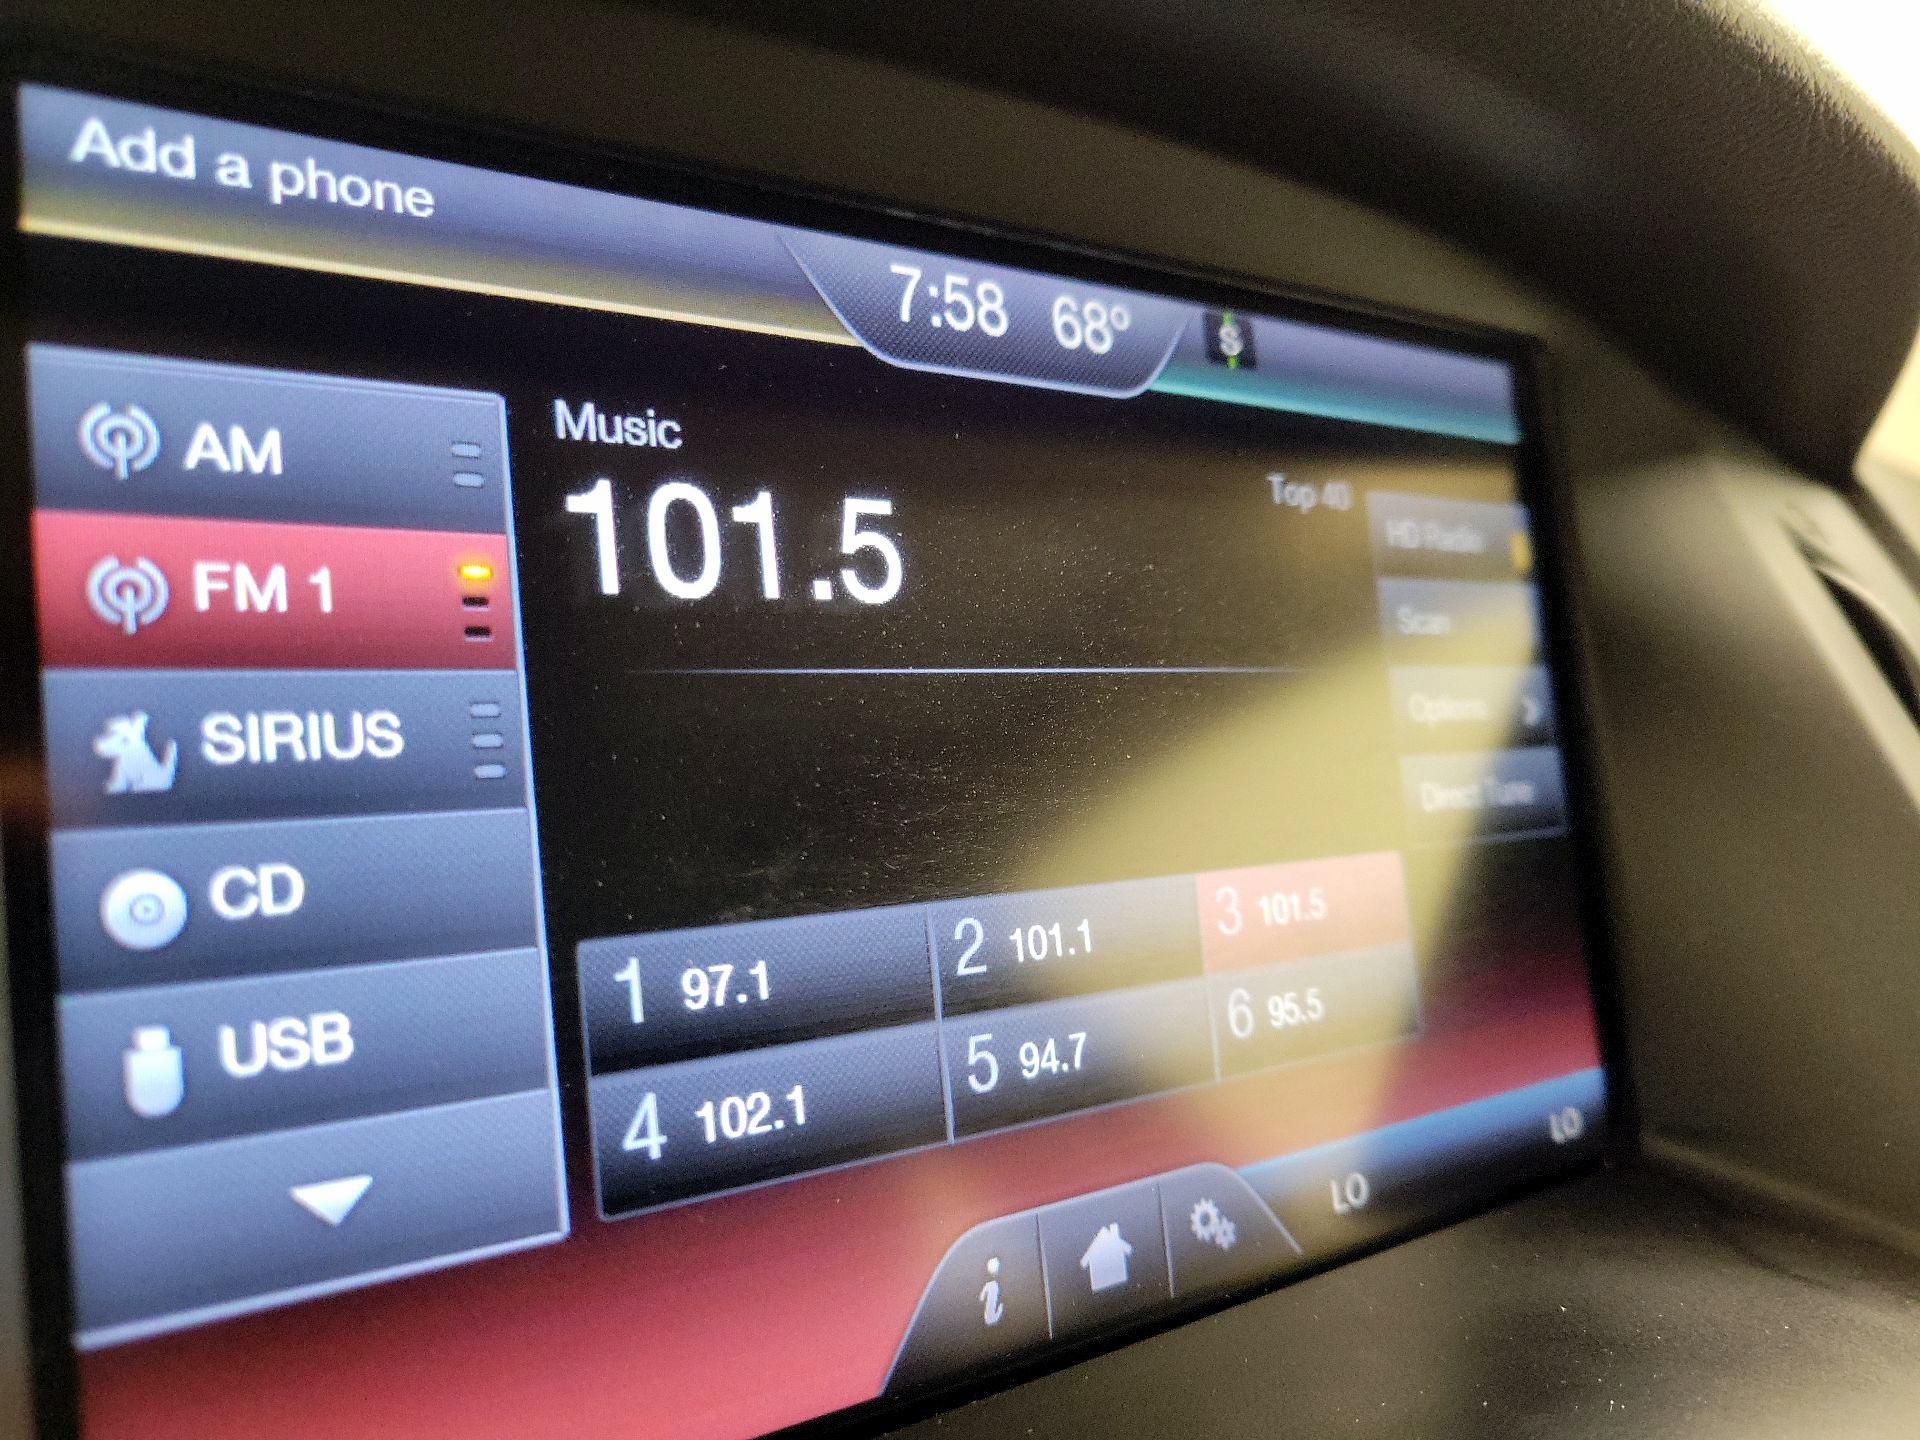 Add a phone
7:58 68°
S
Music
101.5
Top 40
AM
FM 1
SIRIUS
CD
USB
HD Radio
Scan
Options
Direct Tune
1 97.1
2 101.1
3 101.5
4 102.1
5 94.7
6 95.5
i
LO
LO